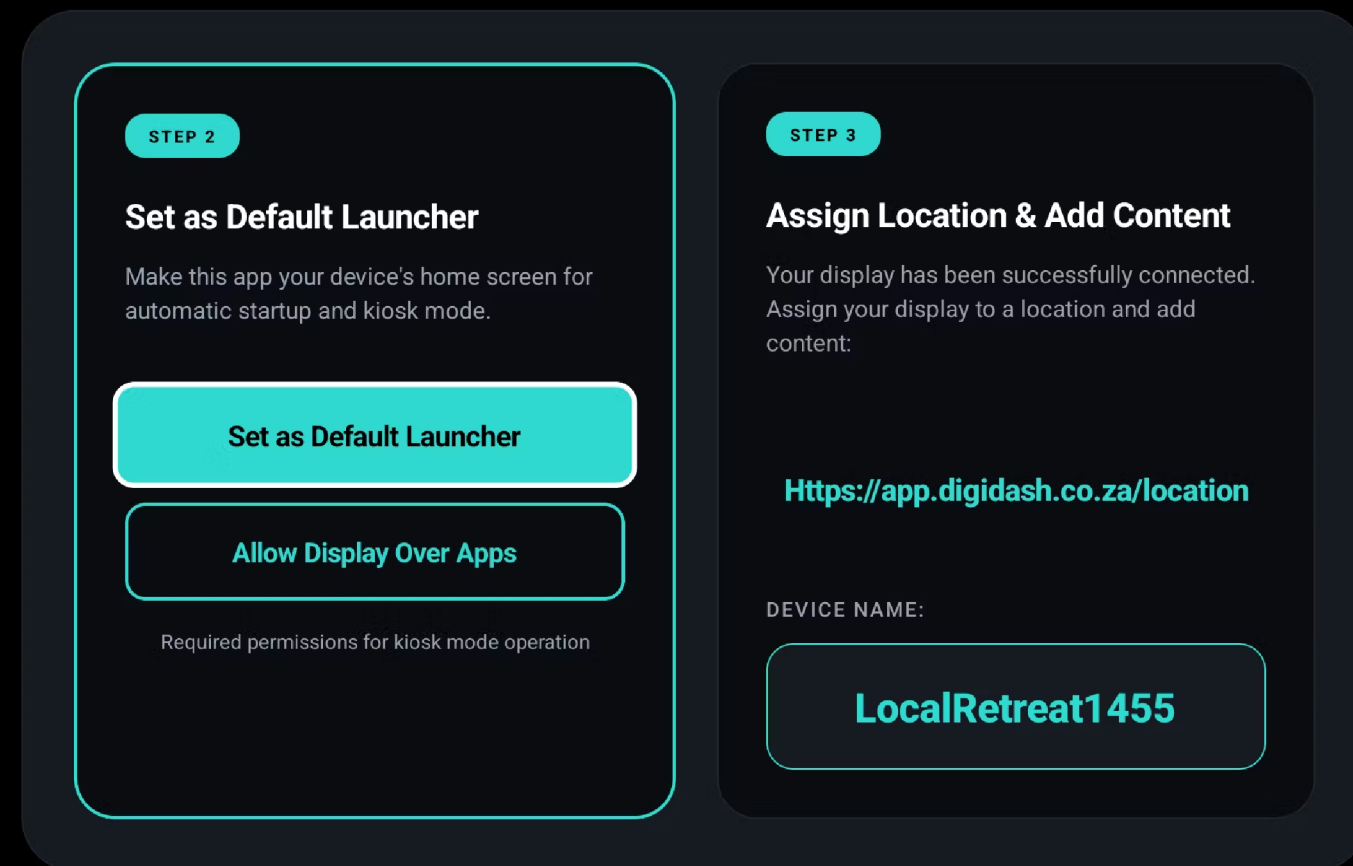 STEP 2
Set as Default Launcher
Make this app your device's home screen for
automatic startup and kiosk mode.
Set as Default Launcher
Allow Display Over Apps
Required permissions for kiosk mode operation
STEP 3
Assign Location & Add Content
Your display has been successfully connected.
Assign your display to a location and add
content:
Https://app.digidash.co.za/location
DEVICE NAME:
LocalRetreat1455